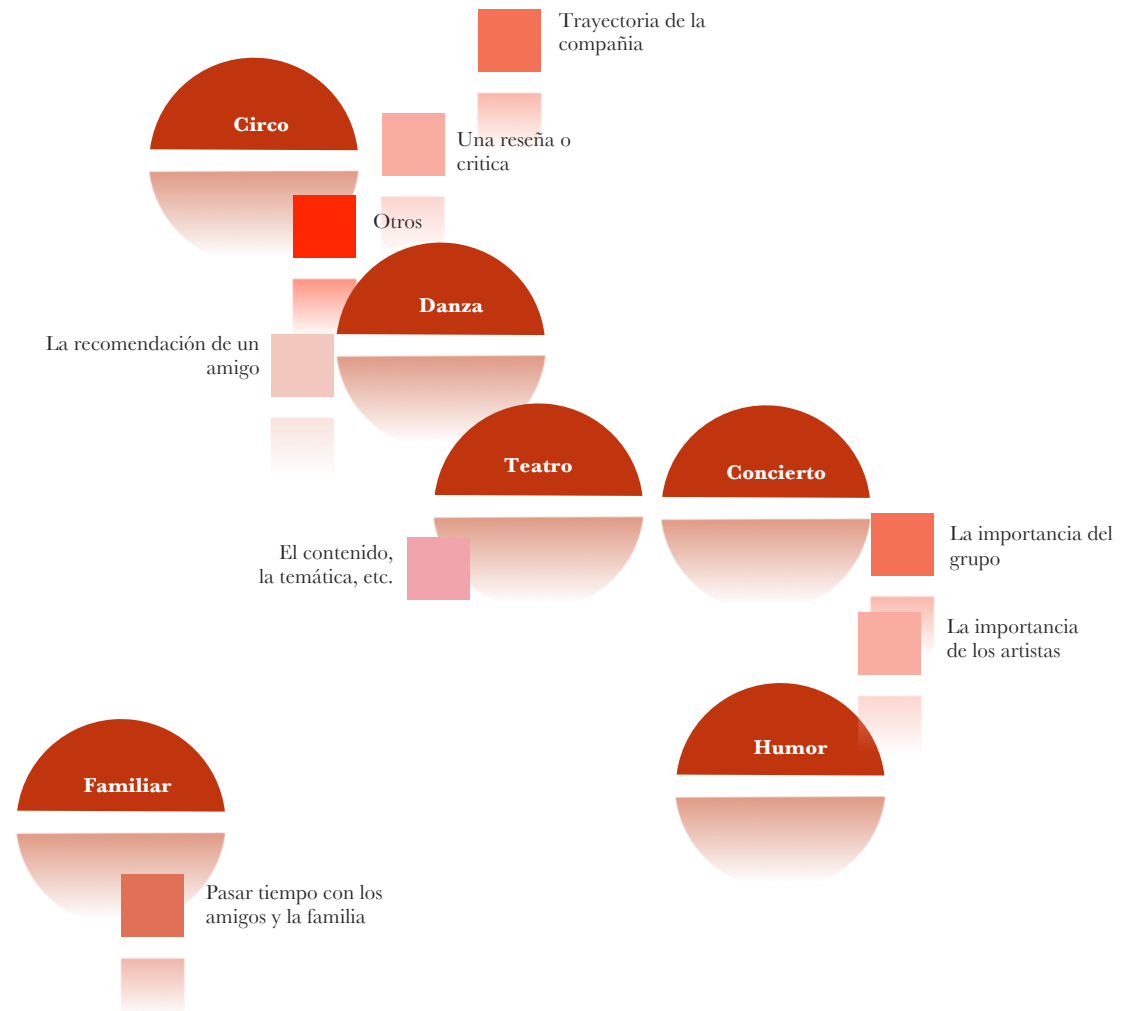 Trayectoria de la
compañia
Circo
Una reseña o
critica
Otros
Danza
La recomendación de un
amigo
Teatro
Concierto
El contenido,
la temática, etc.
La importancia del
grupo
La importancia
de los artistas
Humor
Familiar
Pasar tiempo con los
amigos y la familia